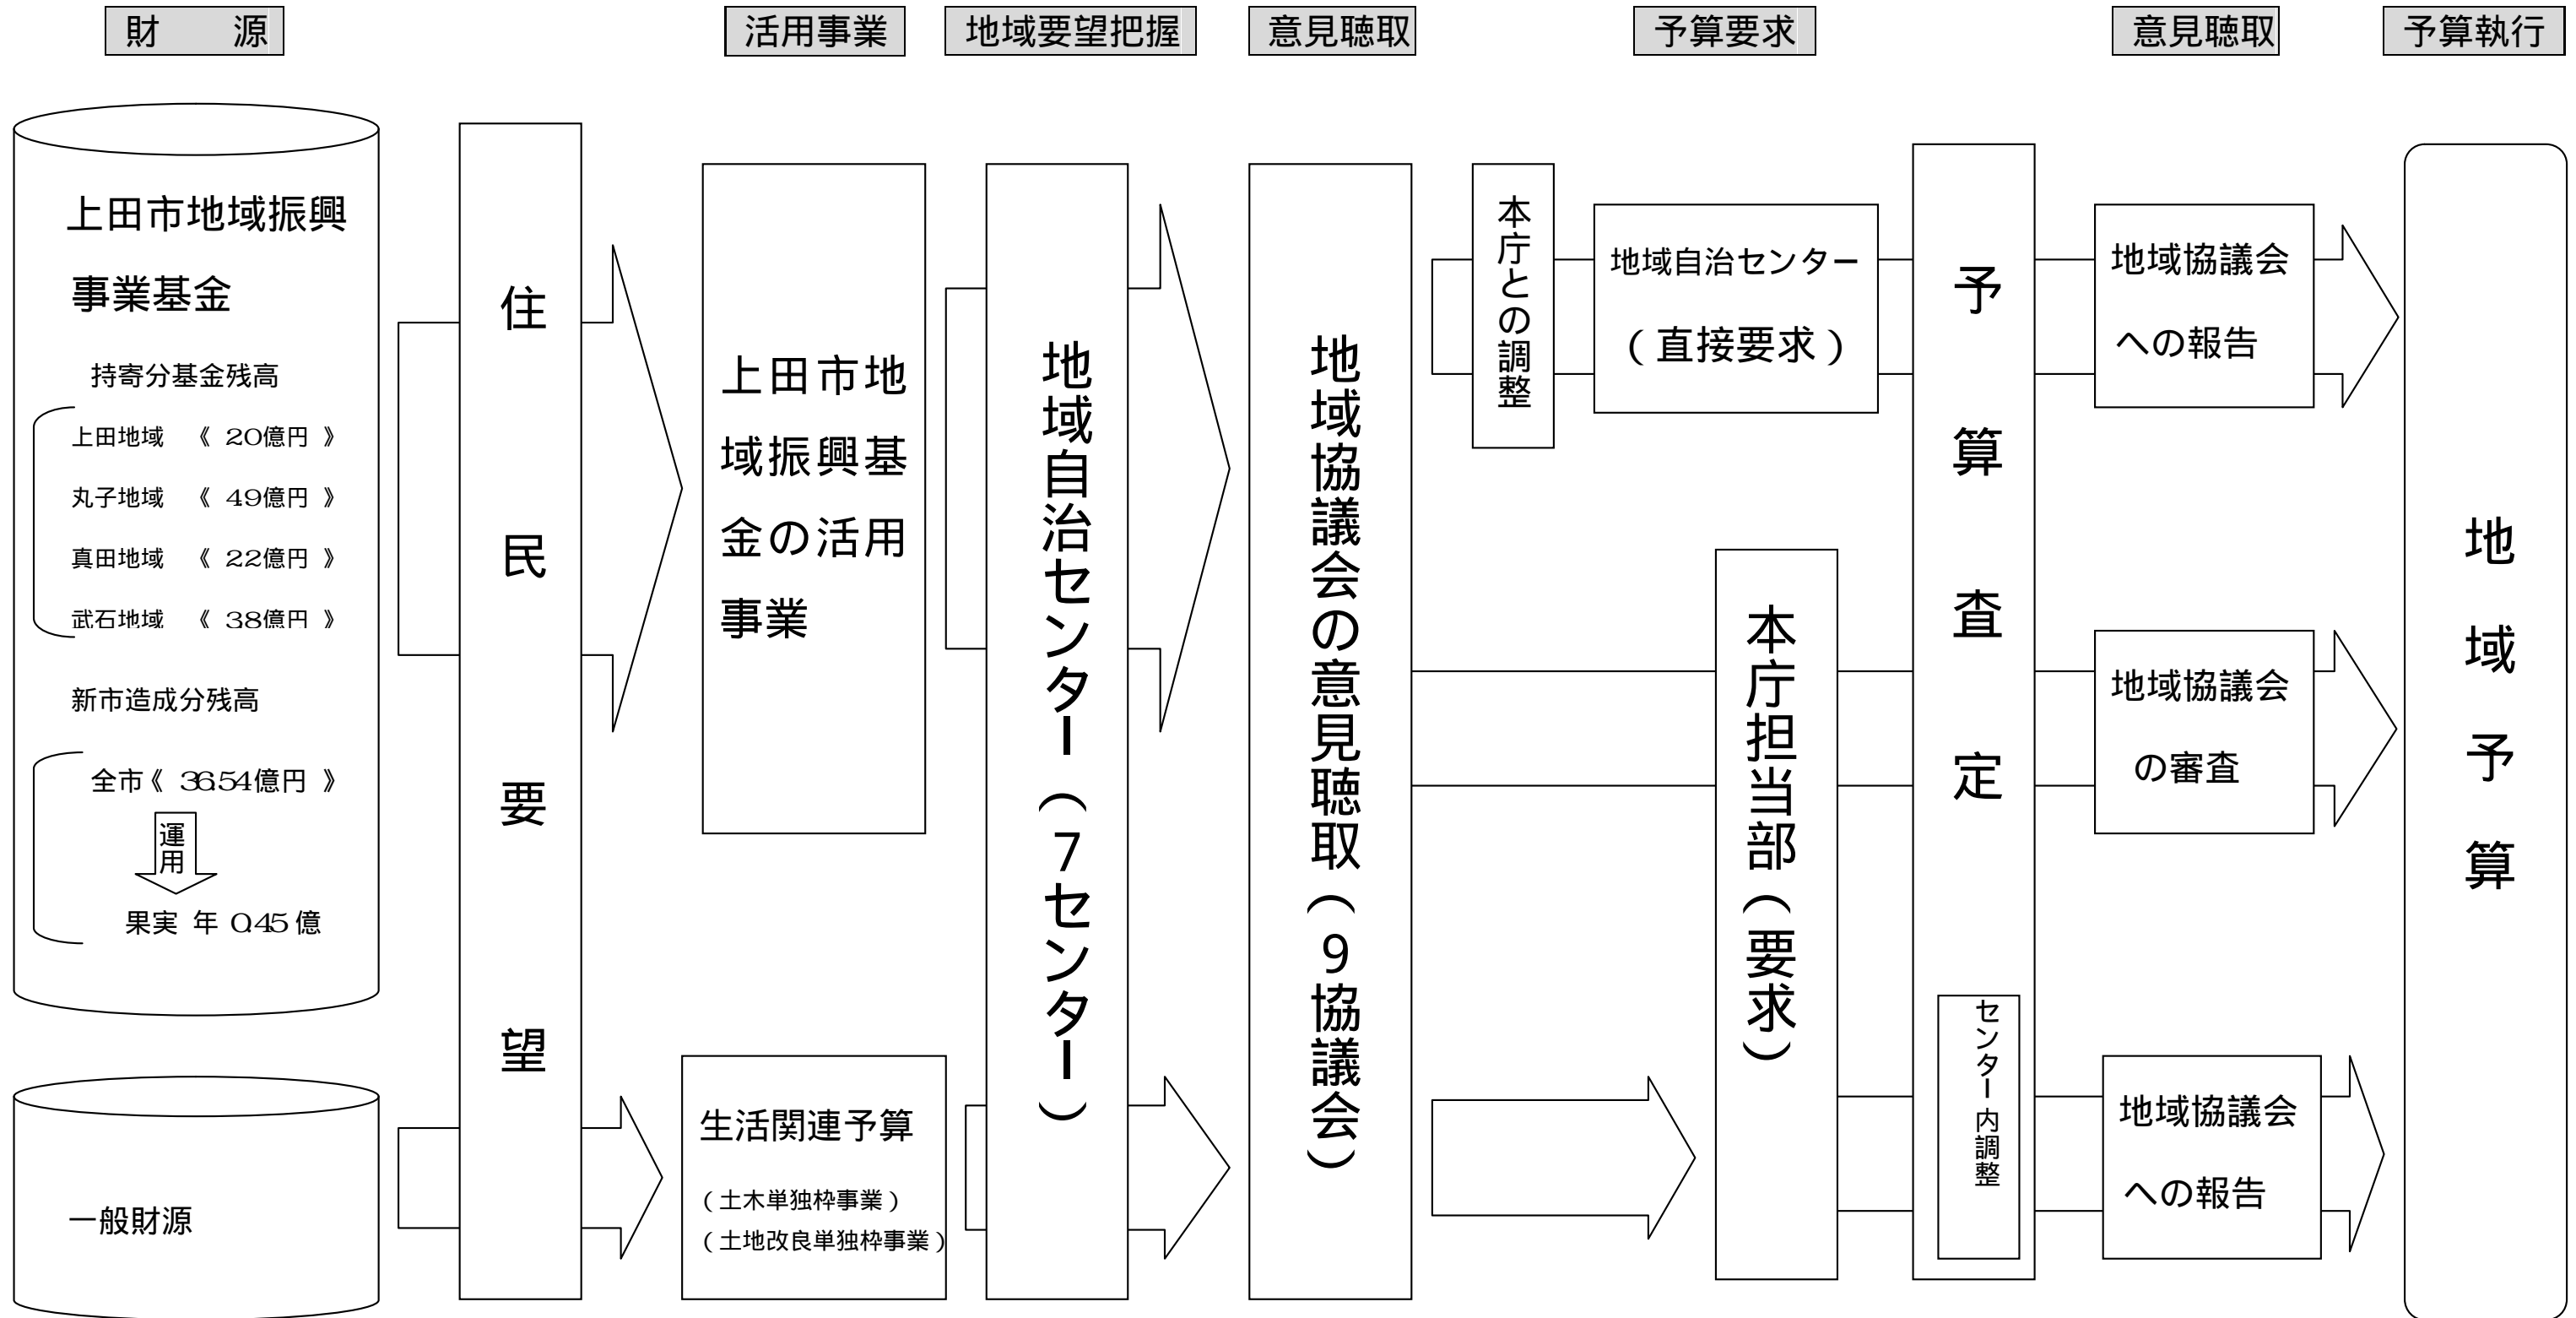 財　　源
活用事業
地域要望把握
意見聴取
予算要求
意見聴取
予算執行
上田市地域振興
事業基金
持寄分基金残高
上田地域 《 20億円 》
丸子地域 《 49億円 》
真田地域 《 22億円 》
武石地域 《 38億円 》
新市造成分残高
全市《 36.54億円 》
運用
果実 年 0.45億
一般財源
住民要望
上田市地
域振興基
金の活用
事業
生活関連予算
(土木単独枠事業)
(土地改良単独枠事業)
地域自治センター(7センター)
地域協議会の意見聴取(9協議会)
本庁との調整
地域自治センター
(直接要求)
本庁担当部(要求)
予算査定
センター内調整
地域協議会
への報告
地域協議会
の審査
地域協議会
への報告
地域予算